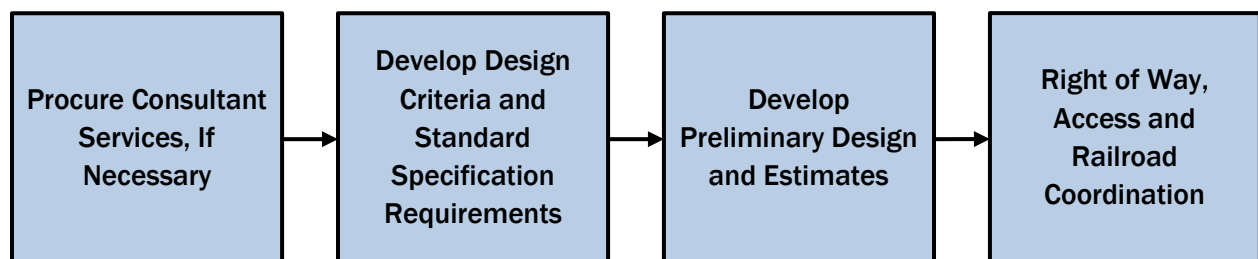 Procure Consultant
Services, If
Necessary
Develop Design
Criteria and
Standard
Specification
Requirements
Develop
Preliminary Design
and Estimates
Right of Way,
Access and
Railroad
Coordination